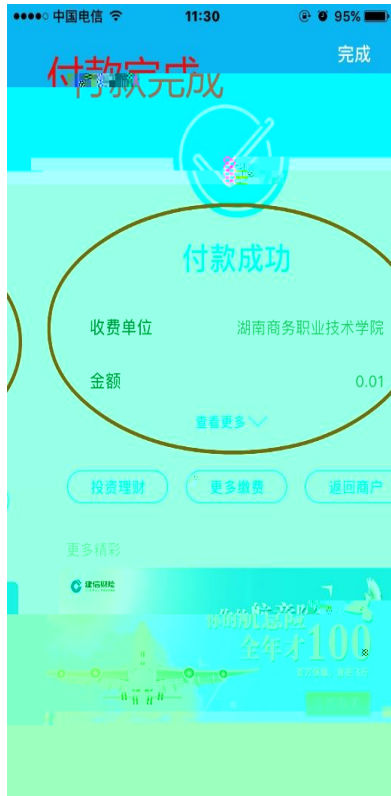 中国电信 11:30 95%
完成
付款完成
付款成功
收费单位 湖南商务职业技术学院
金额 0.01
查看更多
投资理财 更多缴费 返回商户
更多精彩
建信财险
你的航意险
全年才100